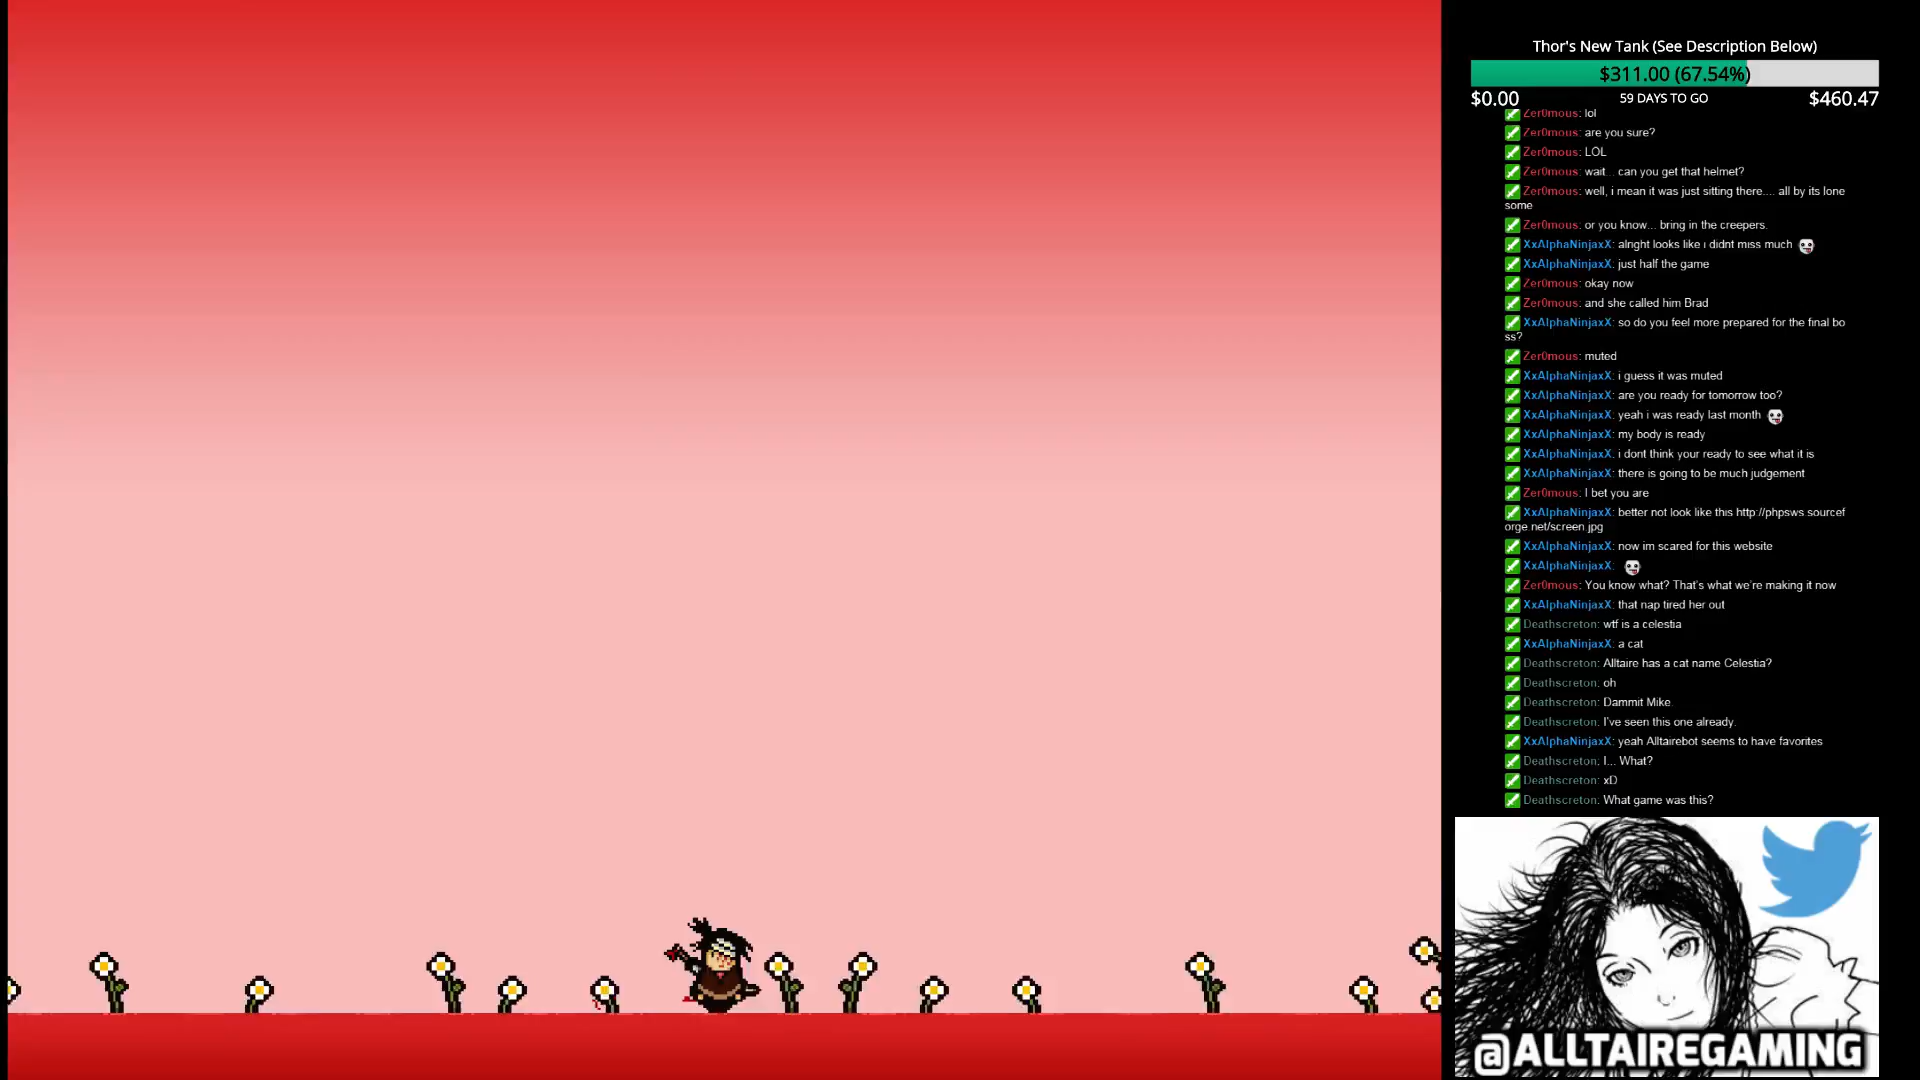 Thor's New Tank (See Description Below)
$311.00 (67.54%)
$0.00 59 DAYS TO GO $460.47
Zer0mous: lol
Zer0mous: are you sure?
Zer0mous: LOL
Zer0mous: wait... can you get that helmet?
Zer0mous: well, i mean it was just sitting there.... all by its lone
some
Zer0mous: or you know... bring in the creepers.
XxAlphaNinjaxX: alright looks like i didnt miss much
XxAlphaNinjaxX: just half the game
Zer0mous: okay now
Zer0mous: and she called him Brad
XxAlphaNinjaxX: so do you feel more prepared for the final bo
ss?
Zer0mous: muted
XxAlphaNinjaxX: i guess it was muted
XxAlphaNinjaxX: are you ready for tomorrow too?
XxAlphaNinjaxX: yeah i was ready last month
XxAlphaNinjaxX: my body is ready
XxAlphaNinjaxX: i dont think your ready to see what it is
XxAlphaNinjaxX: there is going to be much judgement
Zer0mous: I bet you are
XxAlphaNinjaxX: better not look like this http://phpsws.sourcef
orge.net/screen.jpg
XxAlphaNinjaxX: now im scared for this website
XxAlphaNinjaxX:
Zer0mous: You know what? That's what we're making it now
XxAlphaNinjaxX: that nap tired her out
Deathscreton: wtf is a celestia
XxAlphaNinjaxX: a cat
Deathscreton: Alltaire has a cat name Celestia?
Deathscreton: oh
Deathscreton: Dammit Mike.
Deathscreton: I've seen this one already.
XxAlphaNinjaxX: yeah Alltairebot seems to have favorites
Deathscreton: I... What?
Deathscreton: xD
Deathscreton: What game was this?
@ALLTAIREGAMING